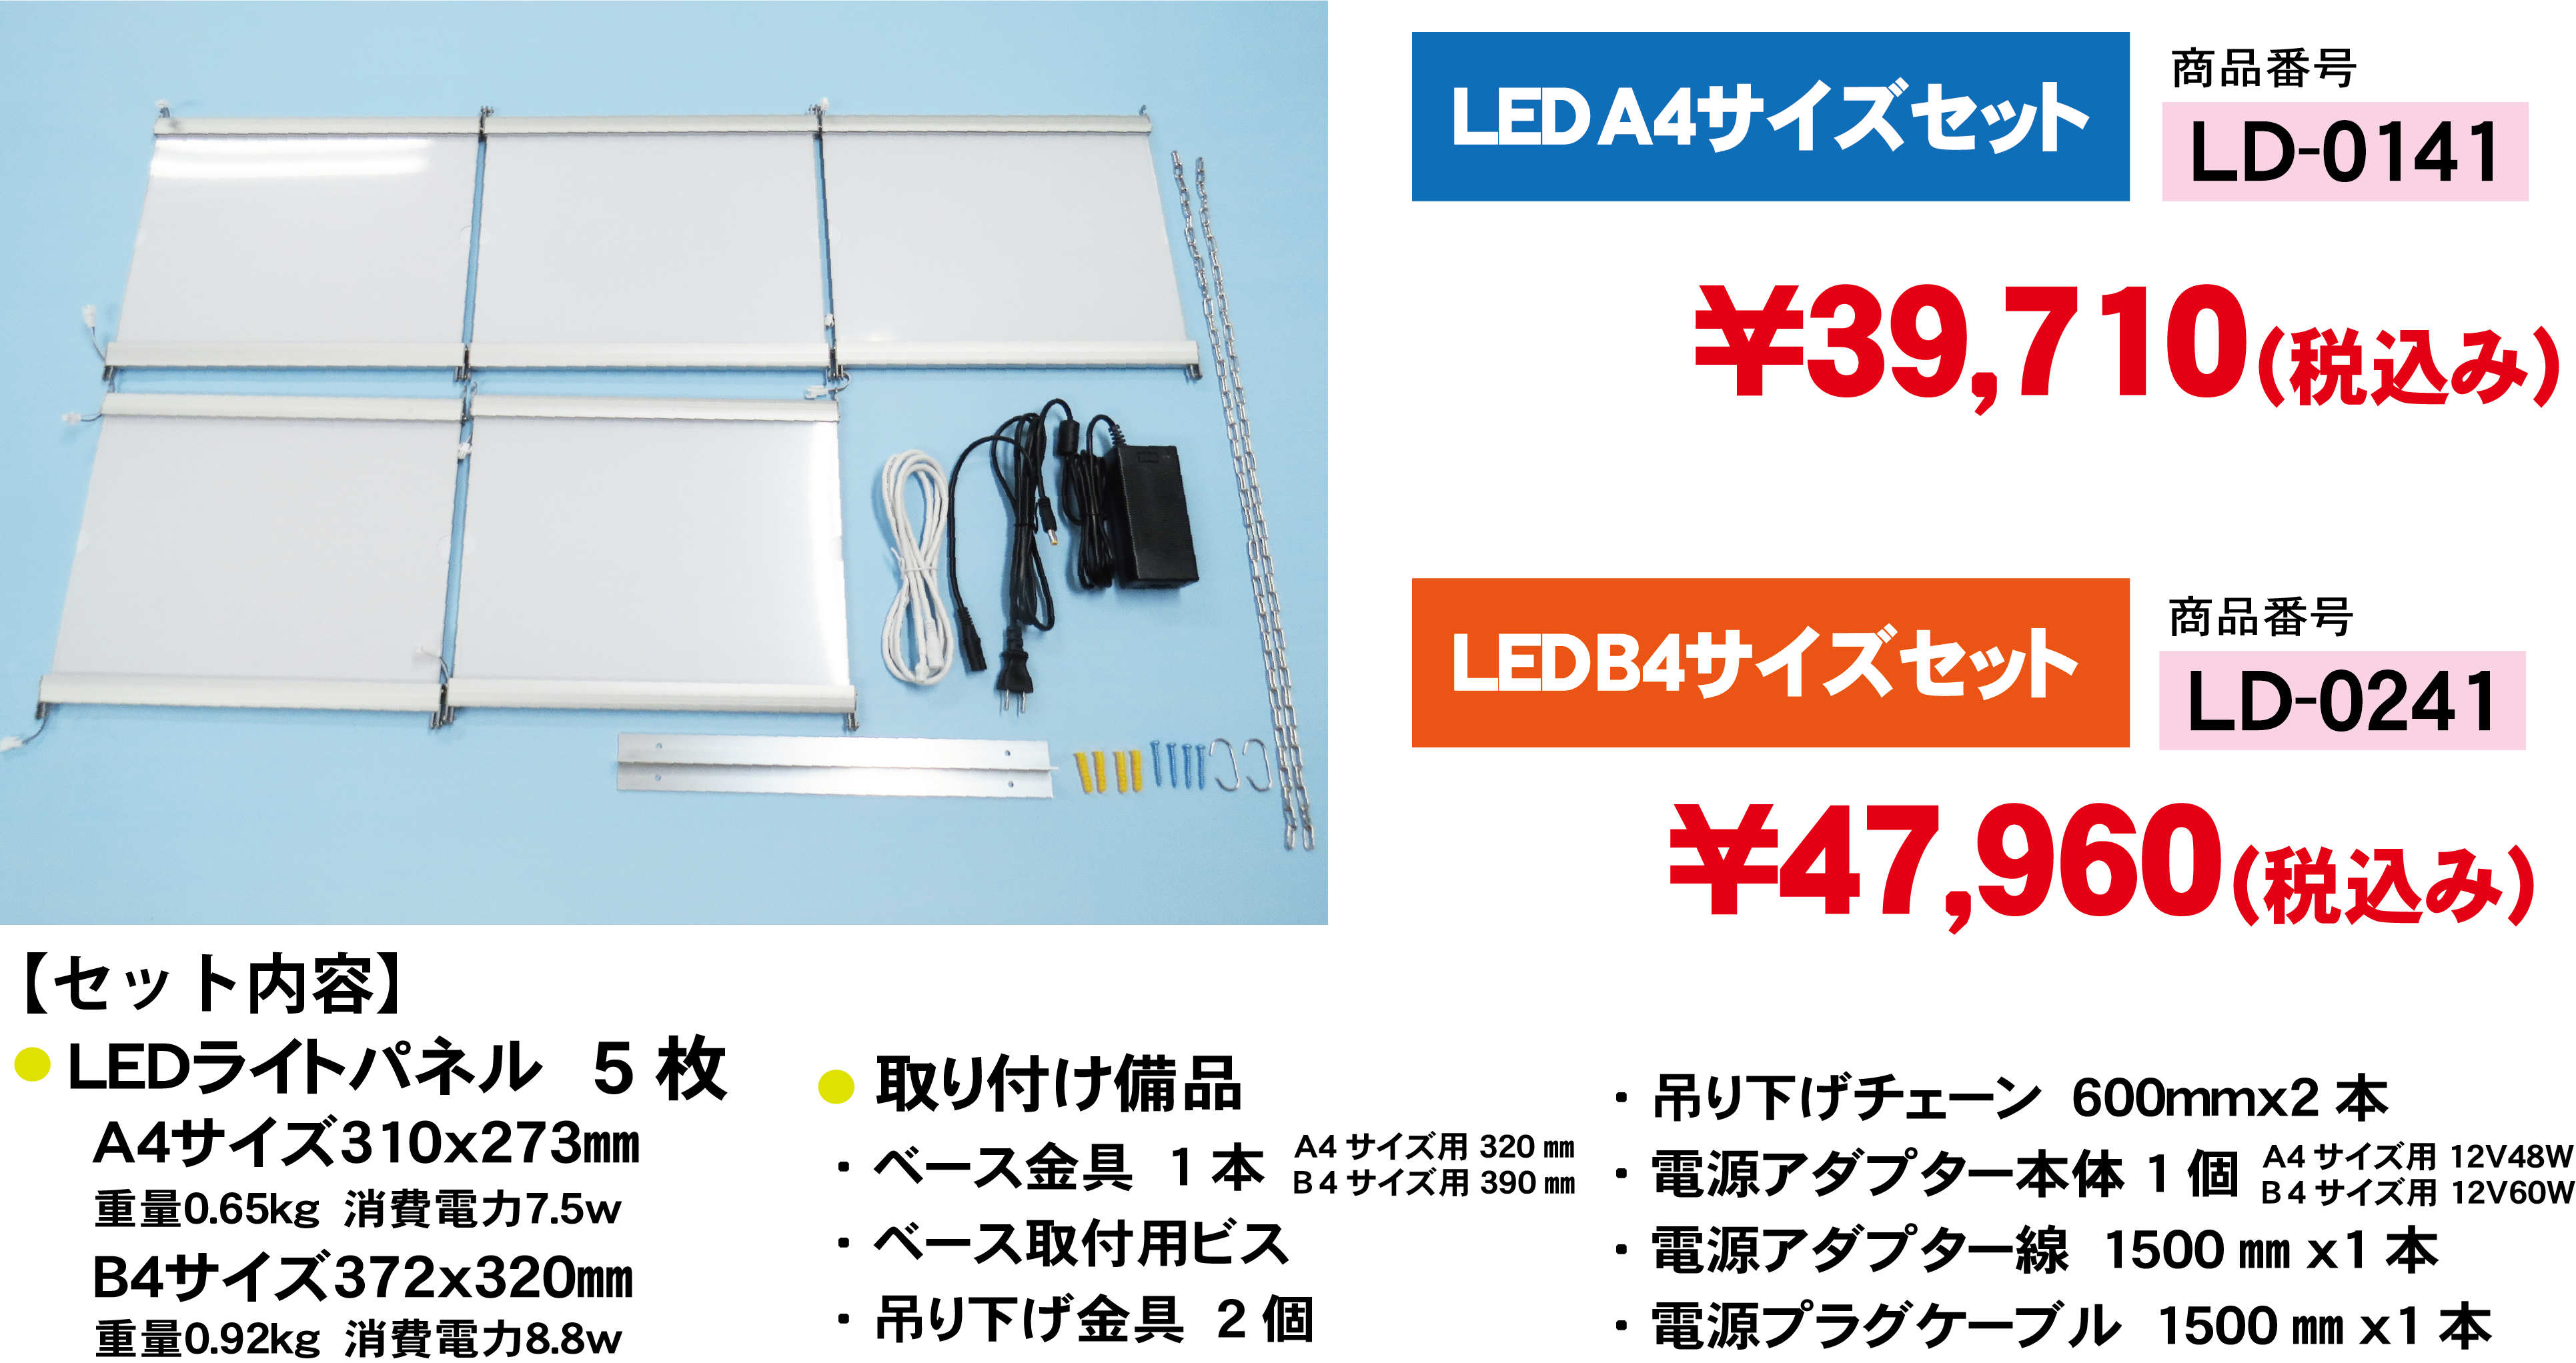 LED A4サイズセット
商品番号
LD-0141
¥39,710(税込み)
LED B4サイズセット
商品番号
LD-0241
¥47,960(税込み)
【セット内容】
● LEDライトパネル 5枚
A4サイズ310x273㎜
重量0.65kg 消費電力7.5w
B4サイズ372x320㎜
重量0.92kg 消費電力8.8w
● 取り付け備品
・ベース金具 1本
A4サイズ用 320㎜
B4サイズ用 390㎜
・ベース取付用ビス
・吊り下げ金具 2個
・吊り下げチェーン 600mmx2本
・電源アダプター本体 1個
A4サイズ用 12V48W
B4サイズ用 12V60W
・電源アダプター線 1500㎜x1本
・電源プラグケーブル 1500㎜x1本